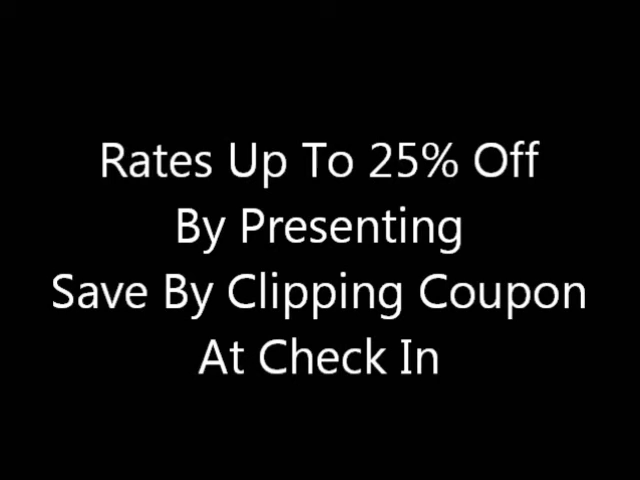 Rates Up To 25% Off
By Presenting
Save By Clipping Coupon
At Check In